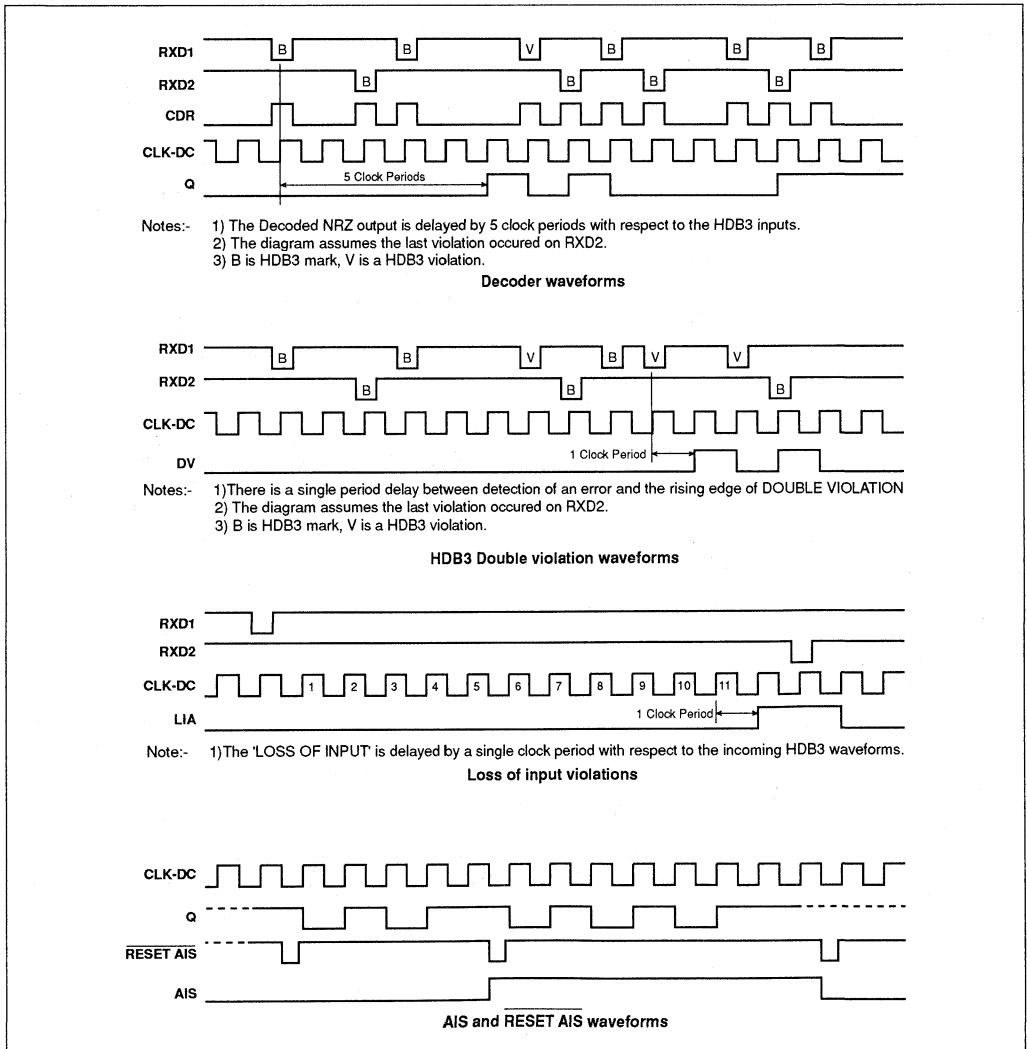 RXD1 B B V B B B
RXD2 B B B B
CDR
CLK-DC
Q 5 Clock Periods
Notes:- 1) The Decoded NRZ output is delayed by 5 clock periods with respect to the HDB3 inputs.
2) The diagram assumes the last violation occured on RXD2.
3) B is HDB3 mark, V is a HDB3 violation.
Decoder waveforms
RXD1 B B V B V V
RXD2 B B B
CLK-DC
DV 1 Clock Period
Notes:- 1)There is a single period delay between detection of an error and the rising edge of DOUBLE VIOLATION
2) The diagram assumes the last violation occured on RXD2.
3) B is HDB3 mark, V is a HDB3 violation.
HDB3 Double violation waveforms
RXD1
RXD2
CLK-DC 1 2 3 4 5 6 7 8 9 10 11
LIA 1 Clock Period
Note:- 1)The 'LOSS OF INPUT' is delayed by a single clock period with respect to the incoming HDB3 waveforms.
Loss of input violations
CLK-DC
Q
RESET AIS
AIS
AIS and RESET AIS waveforms